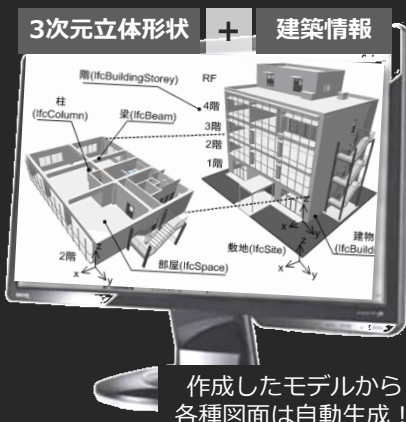 3次元立体形状 + 建築情報
階(IfcBuildingStorey) RF
柱
(IfcColumn)
梁(IfcBeam)
4階
3階
2階
1階
2階
部屋(IfcSpace)
敷地(IfcSite)
建物
(IfcBuildi
z
x
y
z
x
y
z
x
y
作成したモデルから
各種図面は自動生成！